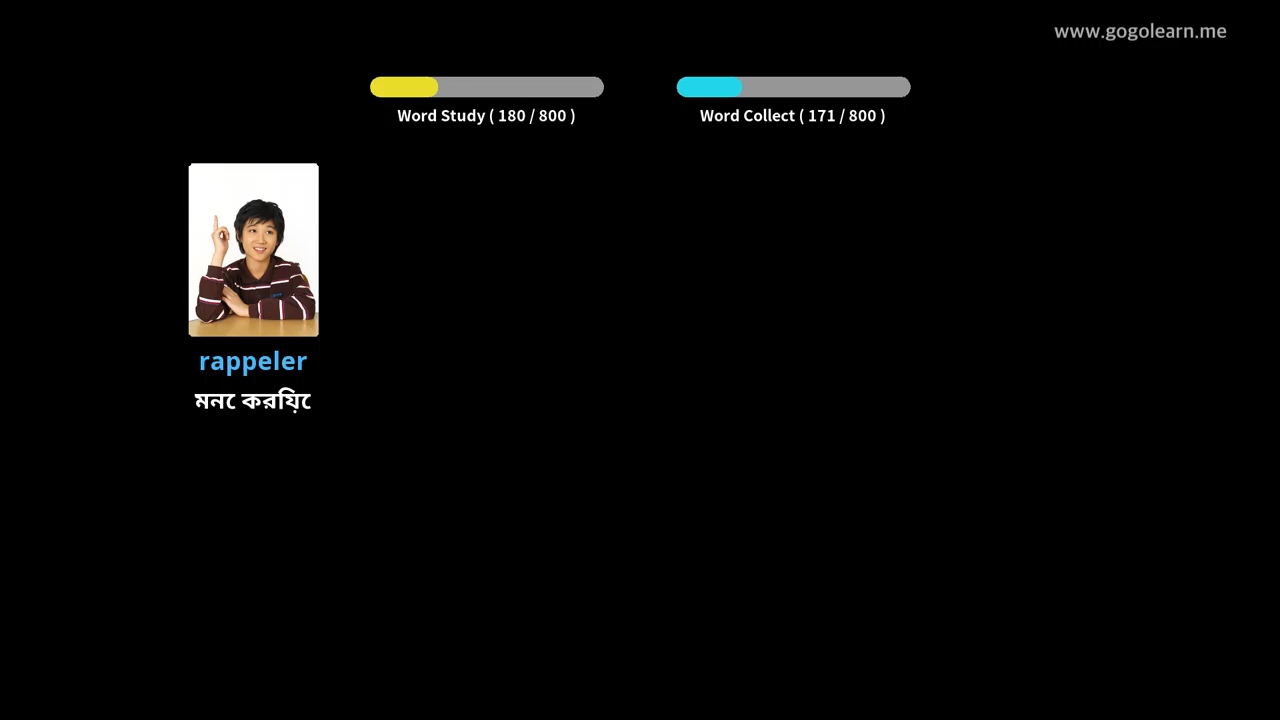 www.gogolearn.me
Word Study ( 180 / 800 )
Word Collect ( 171 / 800 )
rappeler
মনে করিয়ে